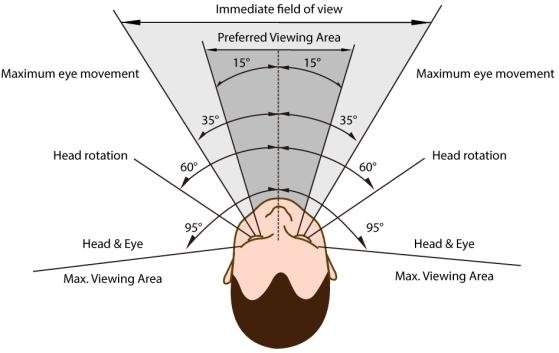 Immediate field of view
Preferred Viewing Area
15° 15°
Maximum eye movement Maximum eye movement
35° 35°
Head rotation Head rotation
60° 60°
95° 95°
Head & Eye Head & Eye
Max. Viewing Area Max. Viewing Area